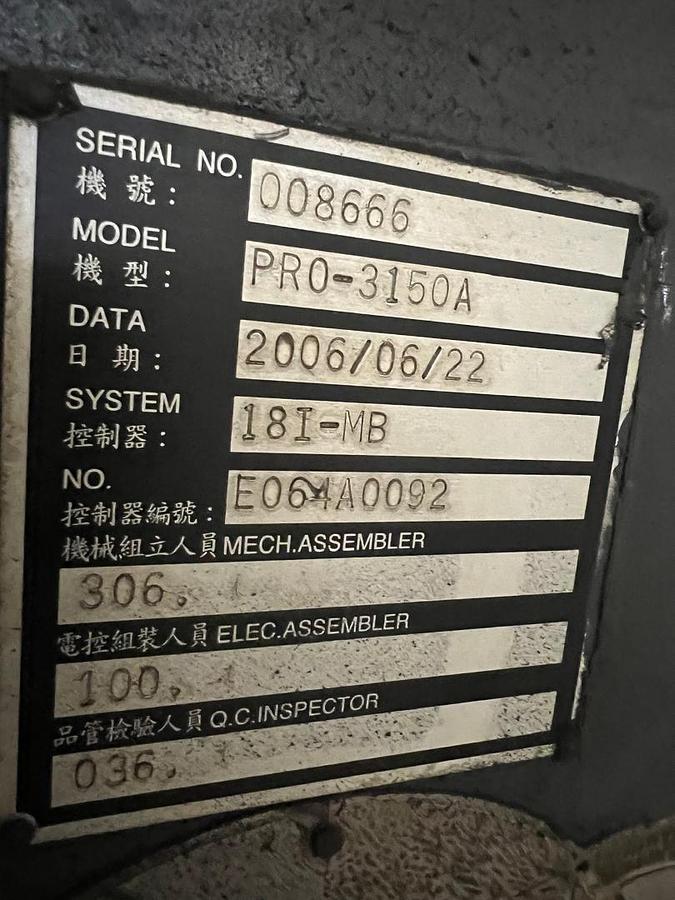 SERIAL NO. 008666
機 號：
MODEL PRO-3150A
機 型：
DATA 2006/06/22
日 期：
SYSTEM 18I-MB
控制器：
NO. E064A0092
控制器編號：
機械組立人員 MECH.ASSEMBLER
306。
電控組裝人員 ELEC.ASSEMBLER
100。
品管檢驗人員 Q.C.INSPECTOR
036。